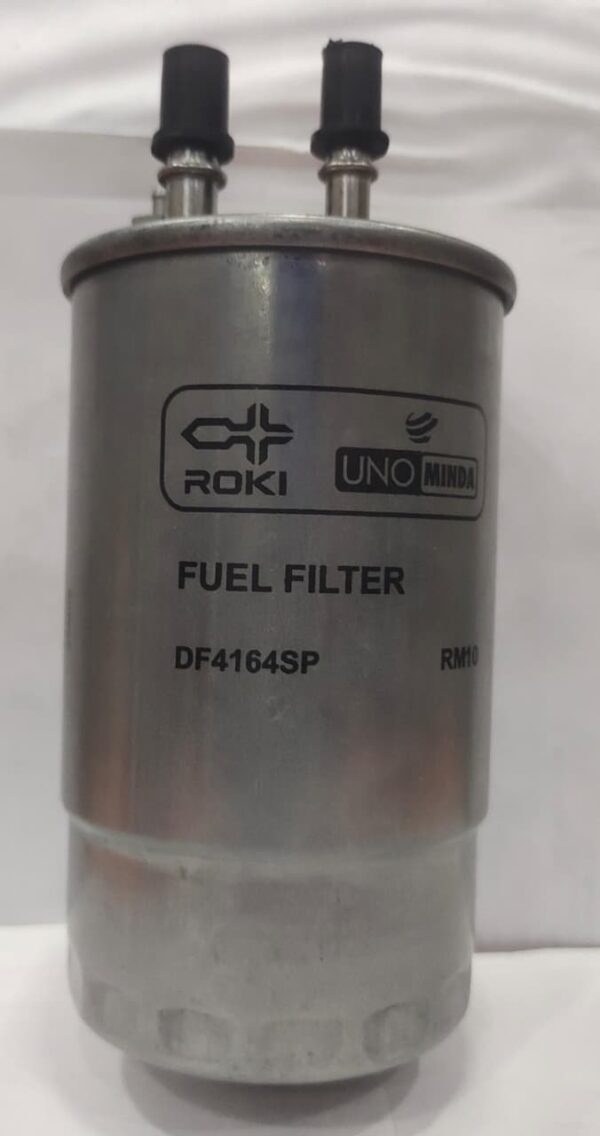 ROKI
UNO MINDA
FUEL FILTER
DF4164SP RM10